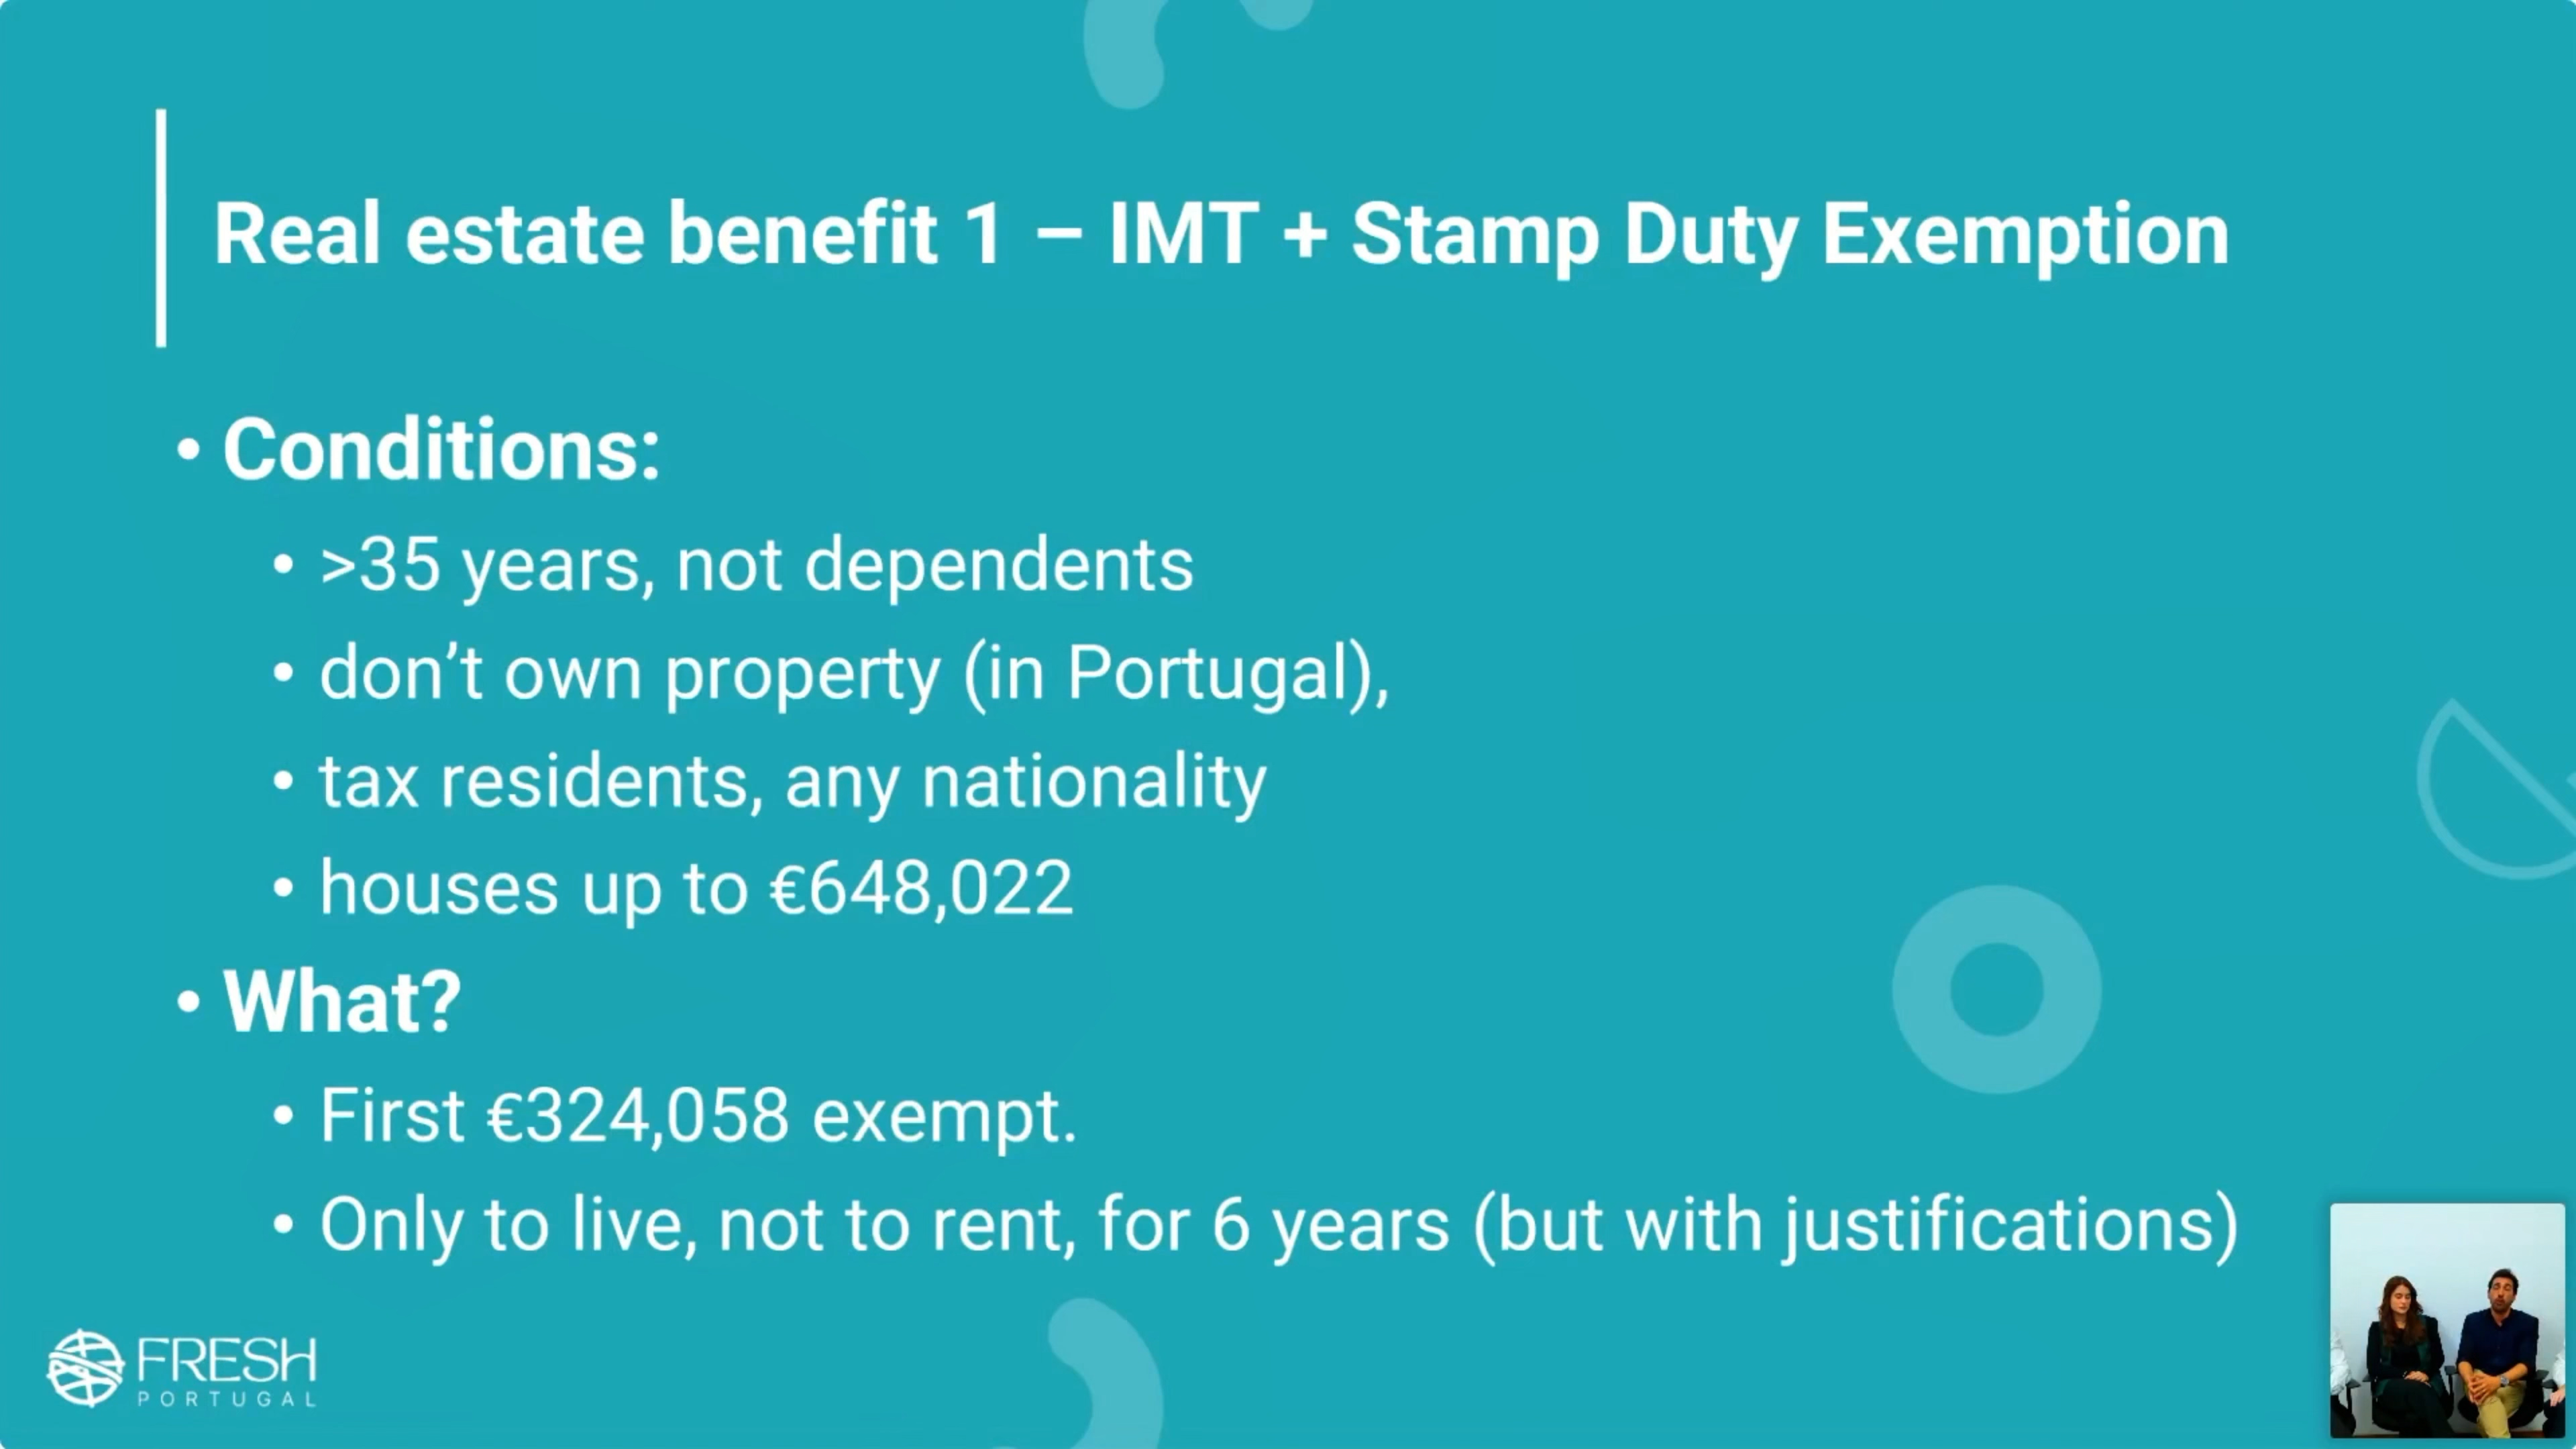 Real estate benefit 1 – IMT + Stamp Duty Exemption
• Conditions:
• >35 years, not dependents
• don’t own property (in Portugal),
• tax residents, any nationality
• houses up to €648,022
• What?
• First €324,058 exempt.
• Only to live, not to rent, for 6 years (but with justifications)
FRESH
PORTUGAL